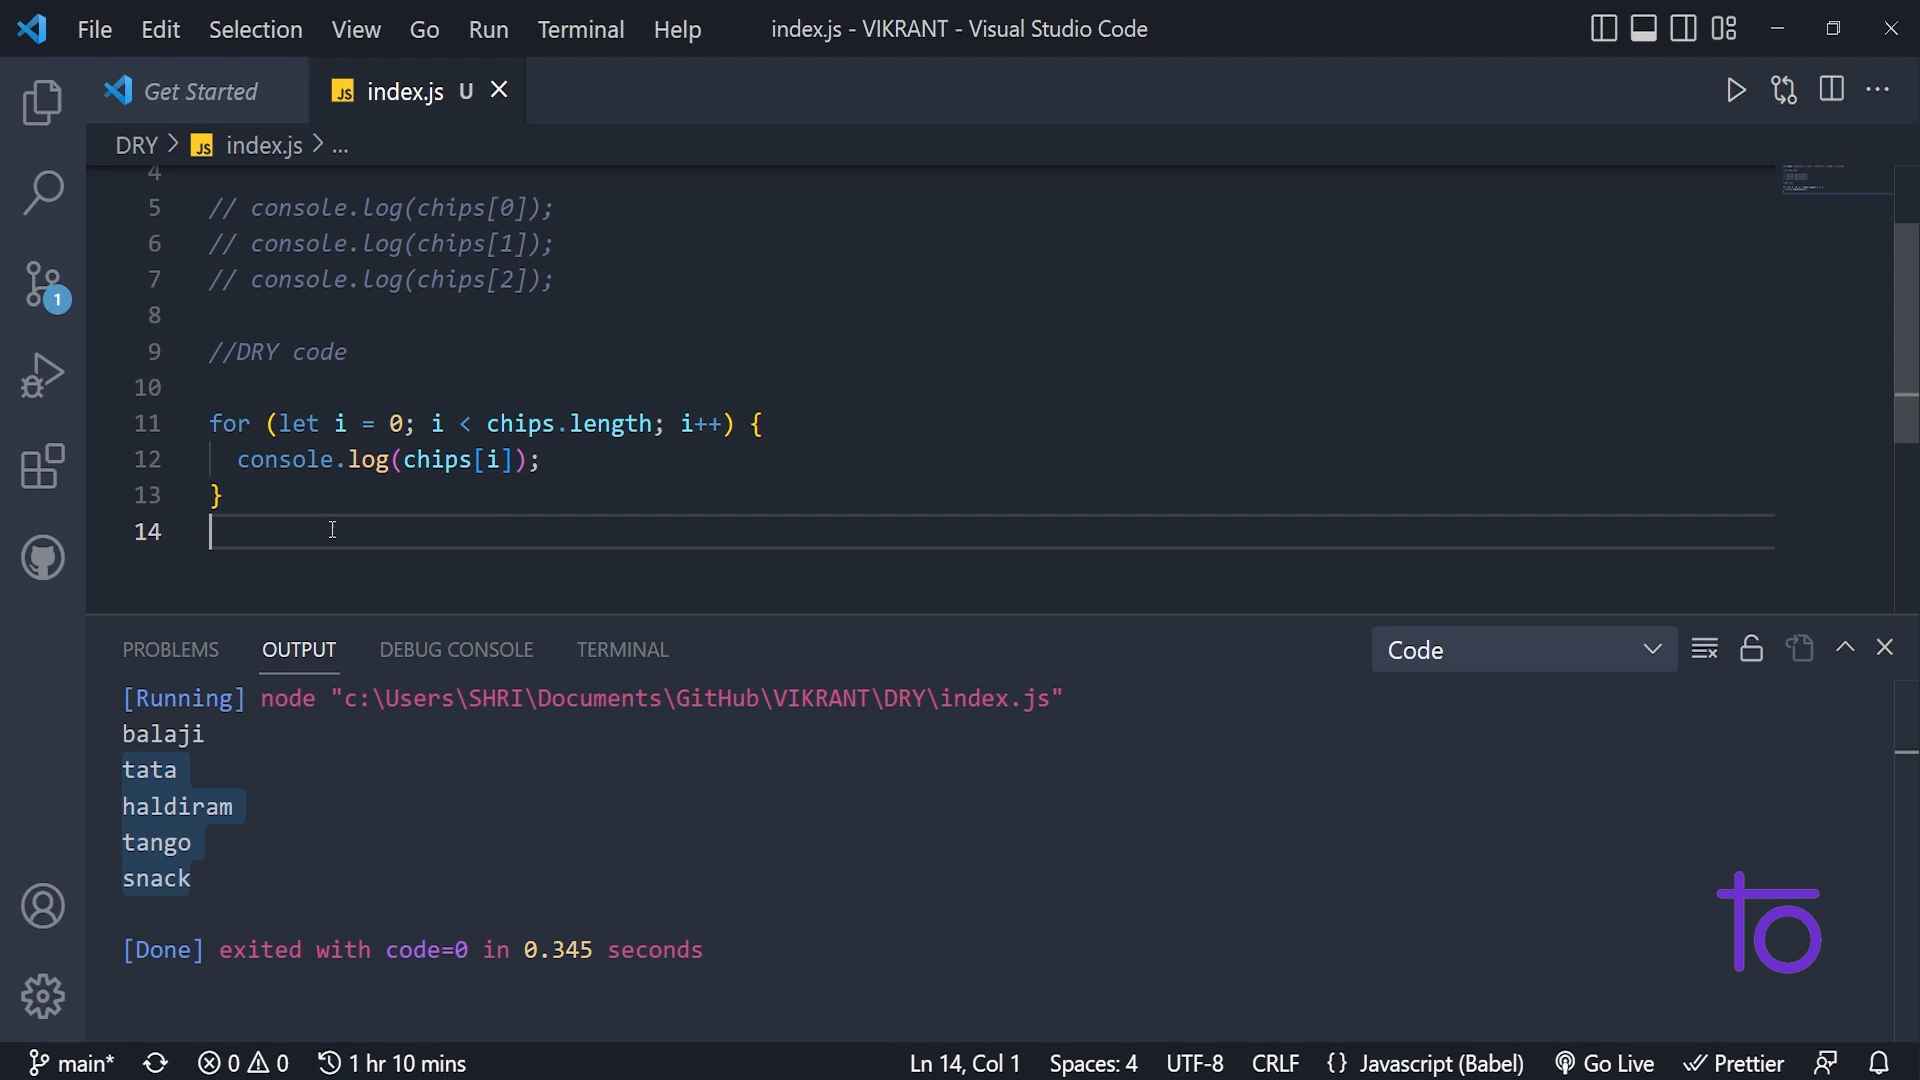 File Edit Selection View Go Run Terminal Help index.js - VIKRANT - Visual Studio Code
Get Started index.js U
DRY > JS index.js > ...
4
5 // console.log(chips[0]);
6 // console.log(chips[1]);
7 // console.log(chips[2]);
8
9 //DRY code
10
11 for (let i = 0; i < chips.length; i++) {
12 console.log(chips[i]);
13 }
14
1
PROBLEMS OUTPUT DEBUG CONSOLE TERMINAL Code
[Running] node "c:\Users\SHRI\Documents\GitHub\VIKRANT\DRY\index.js"
balaji
tata
haldiram
tango
snack
[Done] exited with code=0 in 0.345 seconds
to
main* 0 0 1 hr 10 mins Ln 14, Col 1 Spaces: 4 UTF-8 CRLF {} Javascript (Babel) Go Live Prettier